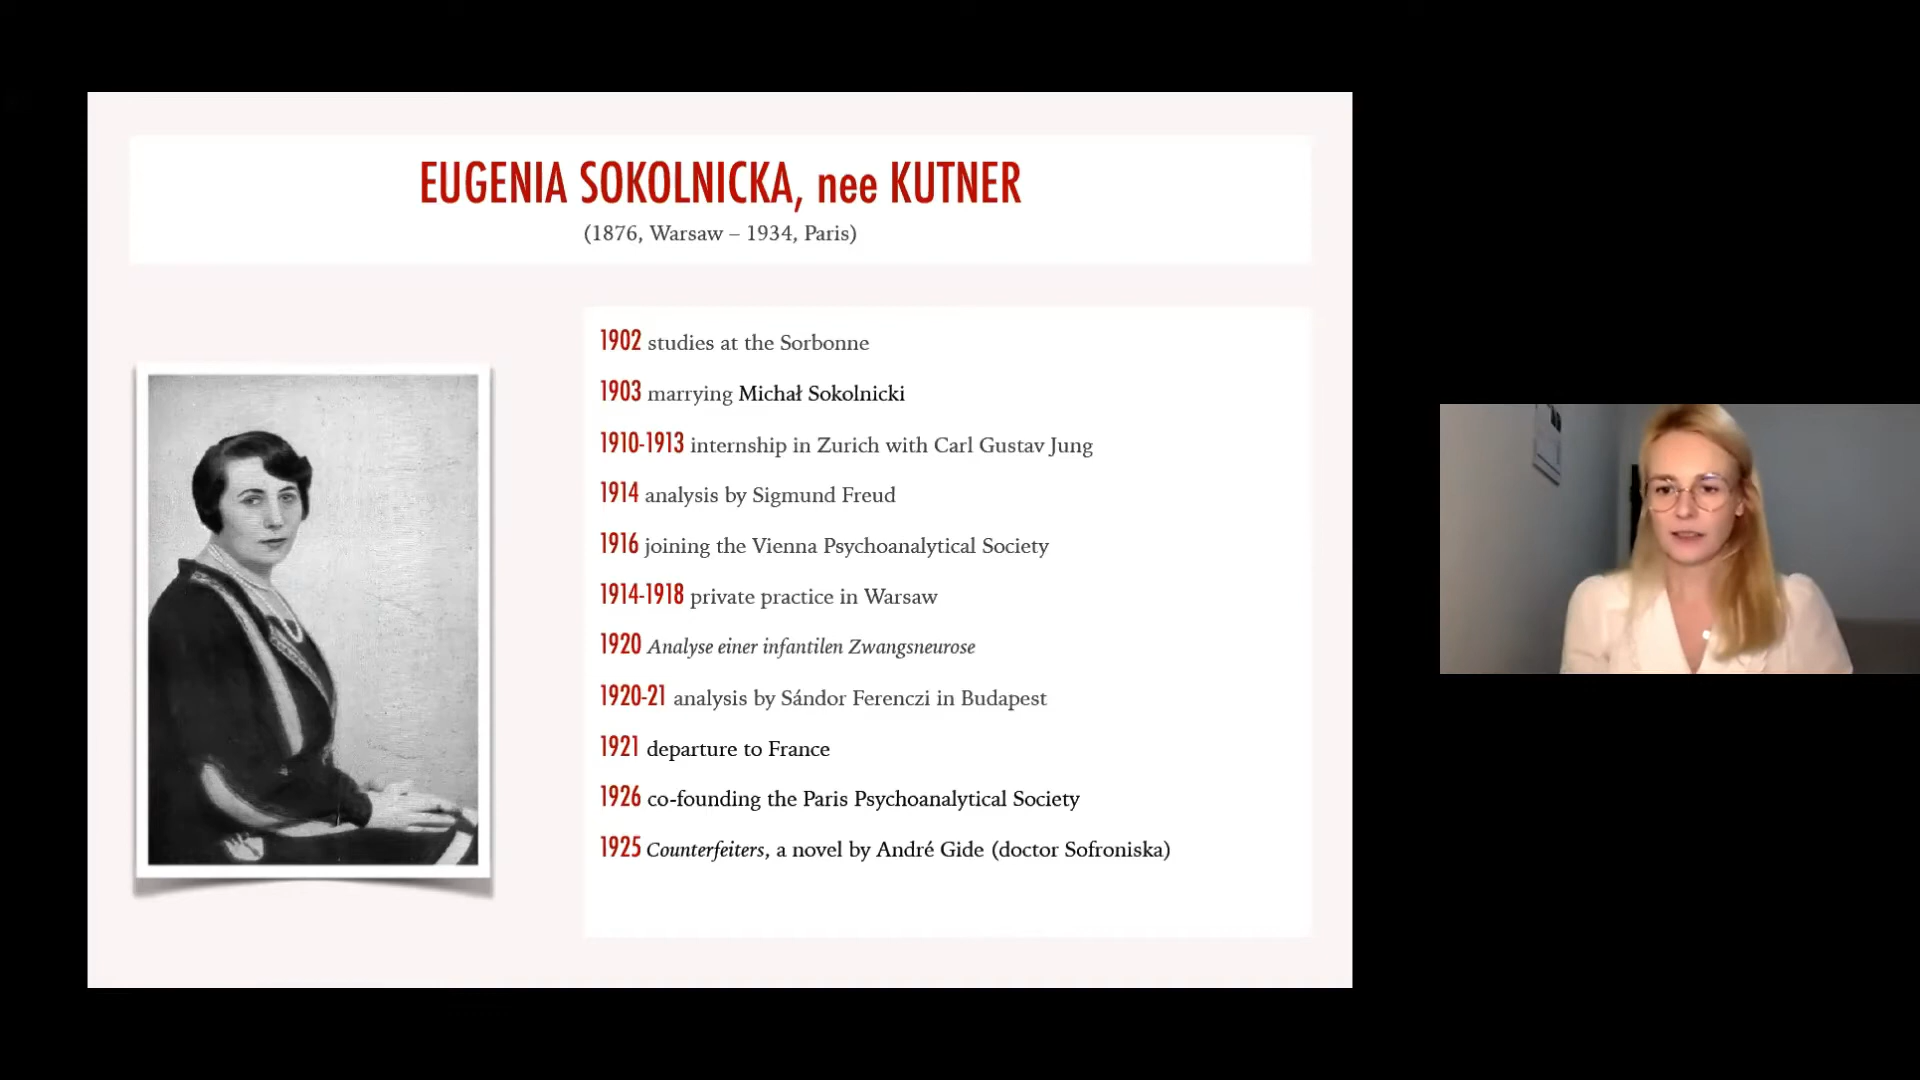 EUGENIA SOKOLNICKA, nee KUTNER
(1876, Warsaw – 1934, Paris)
1902 studies at the Sorbonne
1903 marrying Michał Sokolnicki
1910-1913 internship in Zurich with Carl Gustav Jung
1914 analysis by Sigmund Freud
1916 joining the Vienna Psychoanalytical Society
1914-1918 private practice in Warsaw
1920 Analyse einer infantilen Zwangsneurose
1920-21 analysis by Sándor Ferenczi in Budapest
1921 departure to France
1926 co-founding the Paris Psychoanalytical Society
1925 Counterfeiters, a novel by André Gide (doctor Sofroniska)